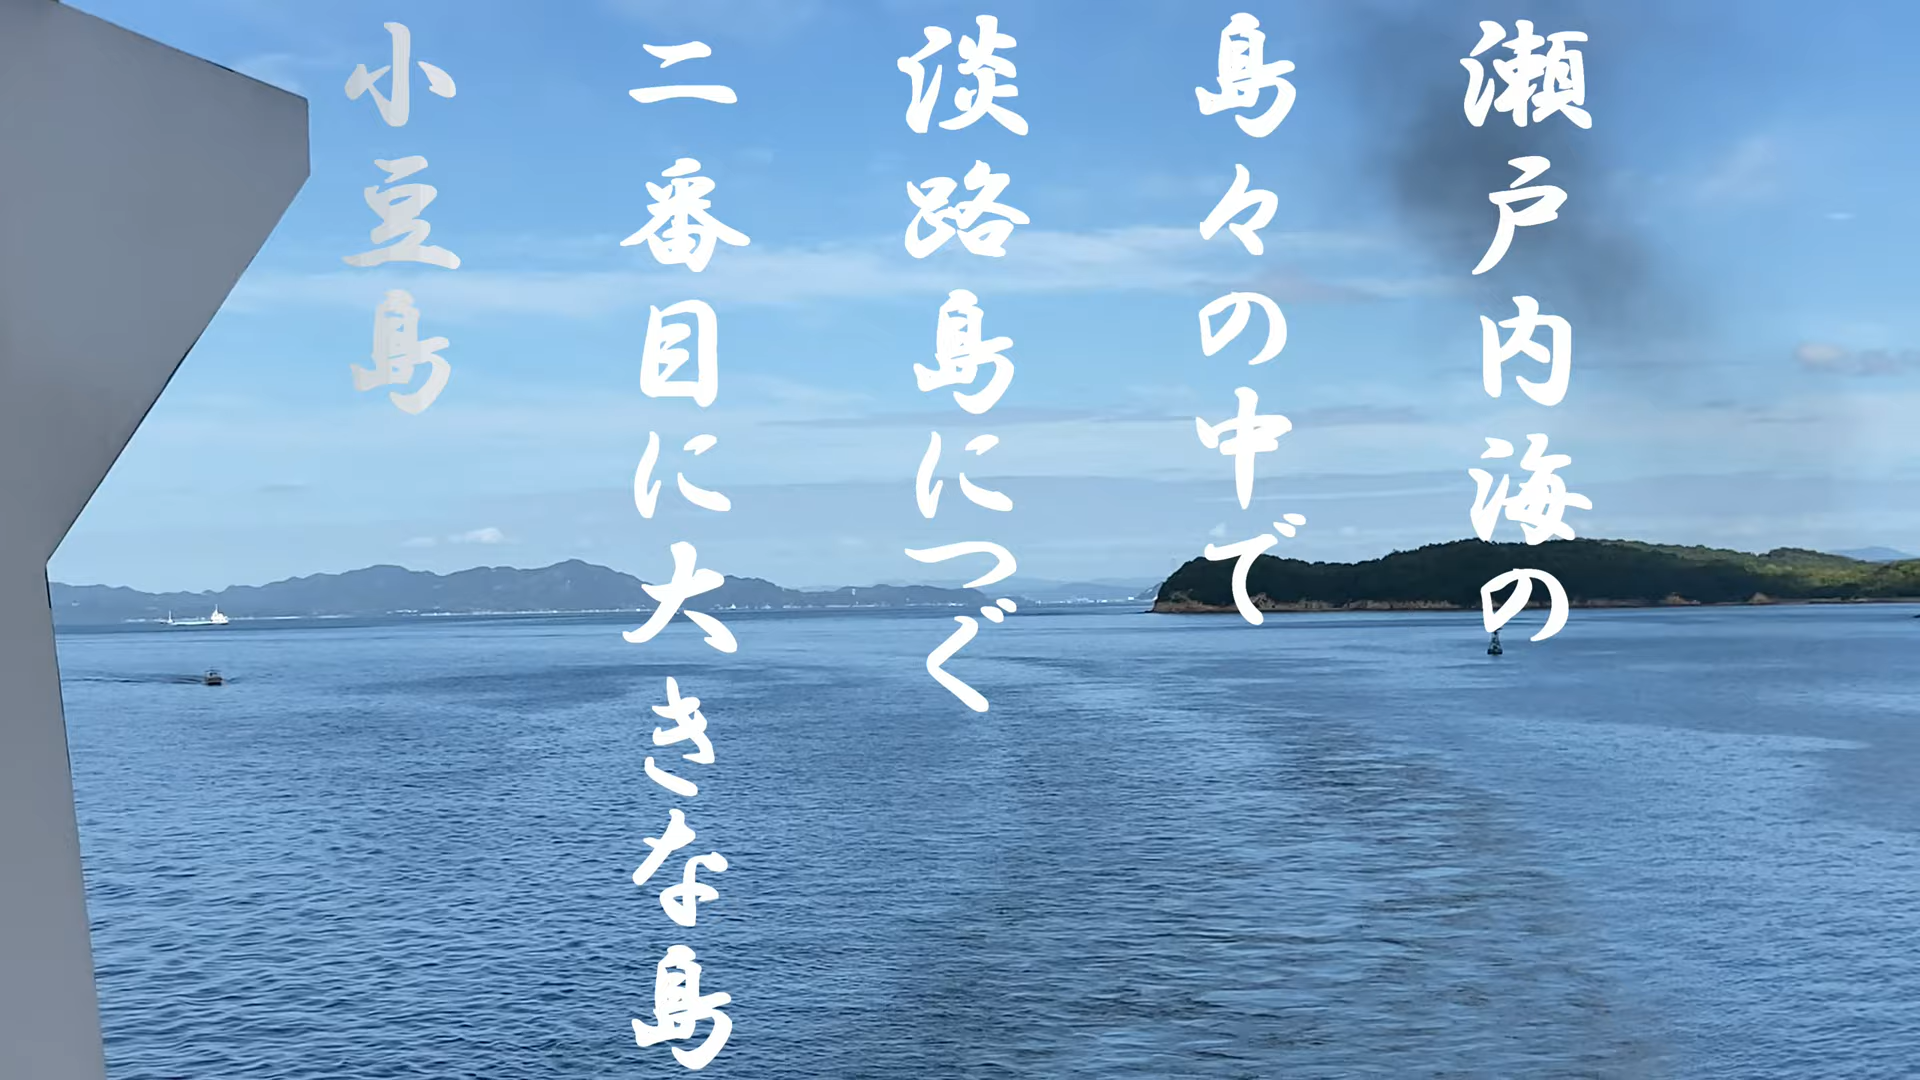 瀬戸内海の
島々の中で
淡路島につぐ
二番目に大きな島
小豆島